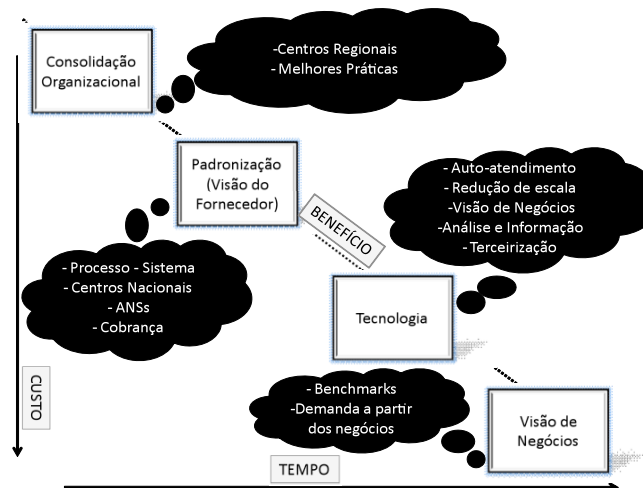 Consolidação
Organizacional
-Centros Regionais
- Melhores Práticas
Padronização
(Visão do
Fornecedor)
- Auto-atendimento
- Redução de escala
-Visão de Negócios
-Análise e Informação
- Terceirização
BENEFÍCIO
- Processo - Sistema
- Centros Nacionais
- ANSs
- Cobrança
Tecnologia
CUSTO
- Benchmarks
-Demanda a partir
dos negócios
Visão de
Negócios
TEMPO